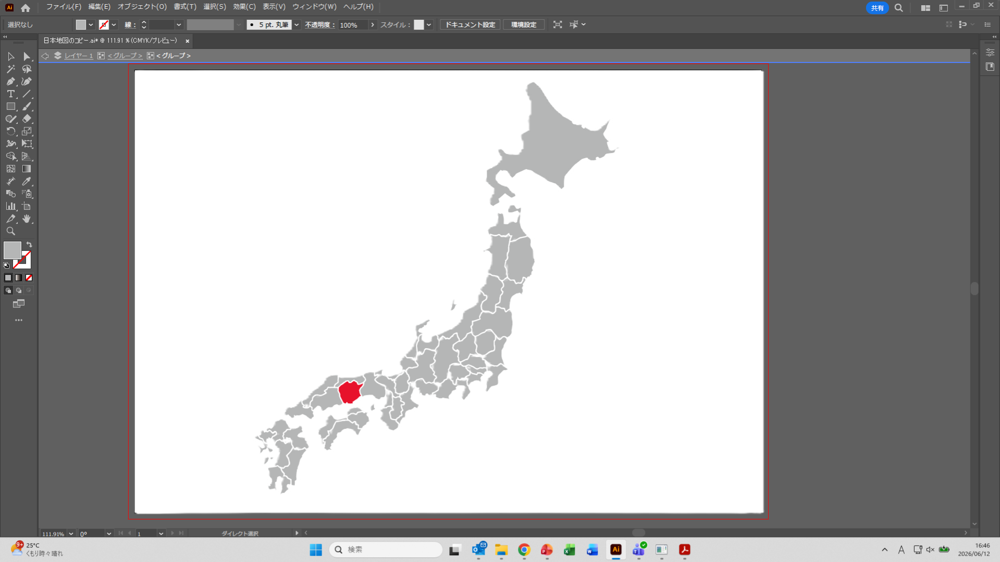 Ai ファイル(F) 編集(E) オブジェクト(O) 書式(T) 選択(S) 効果(C) 表示(V) ウィンドウ(W) ヘルプ(H) 共有
選択なし 線： 5 pt. 丸筆 不透明度： 100% スタイル： ドキュメント設定 環境設定
日本地図のコピー.ai* @ 111.91 % (CMYK/プレビュー) ×
レイヤー 1 <グループ> <グループ>
111.91% 0° 1 ダイレクト選択
9+ 25°C
くもり時々晴れ
検索
Ai
A
16:46
2026/06/12